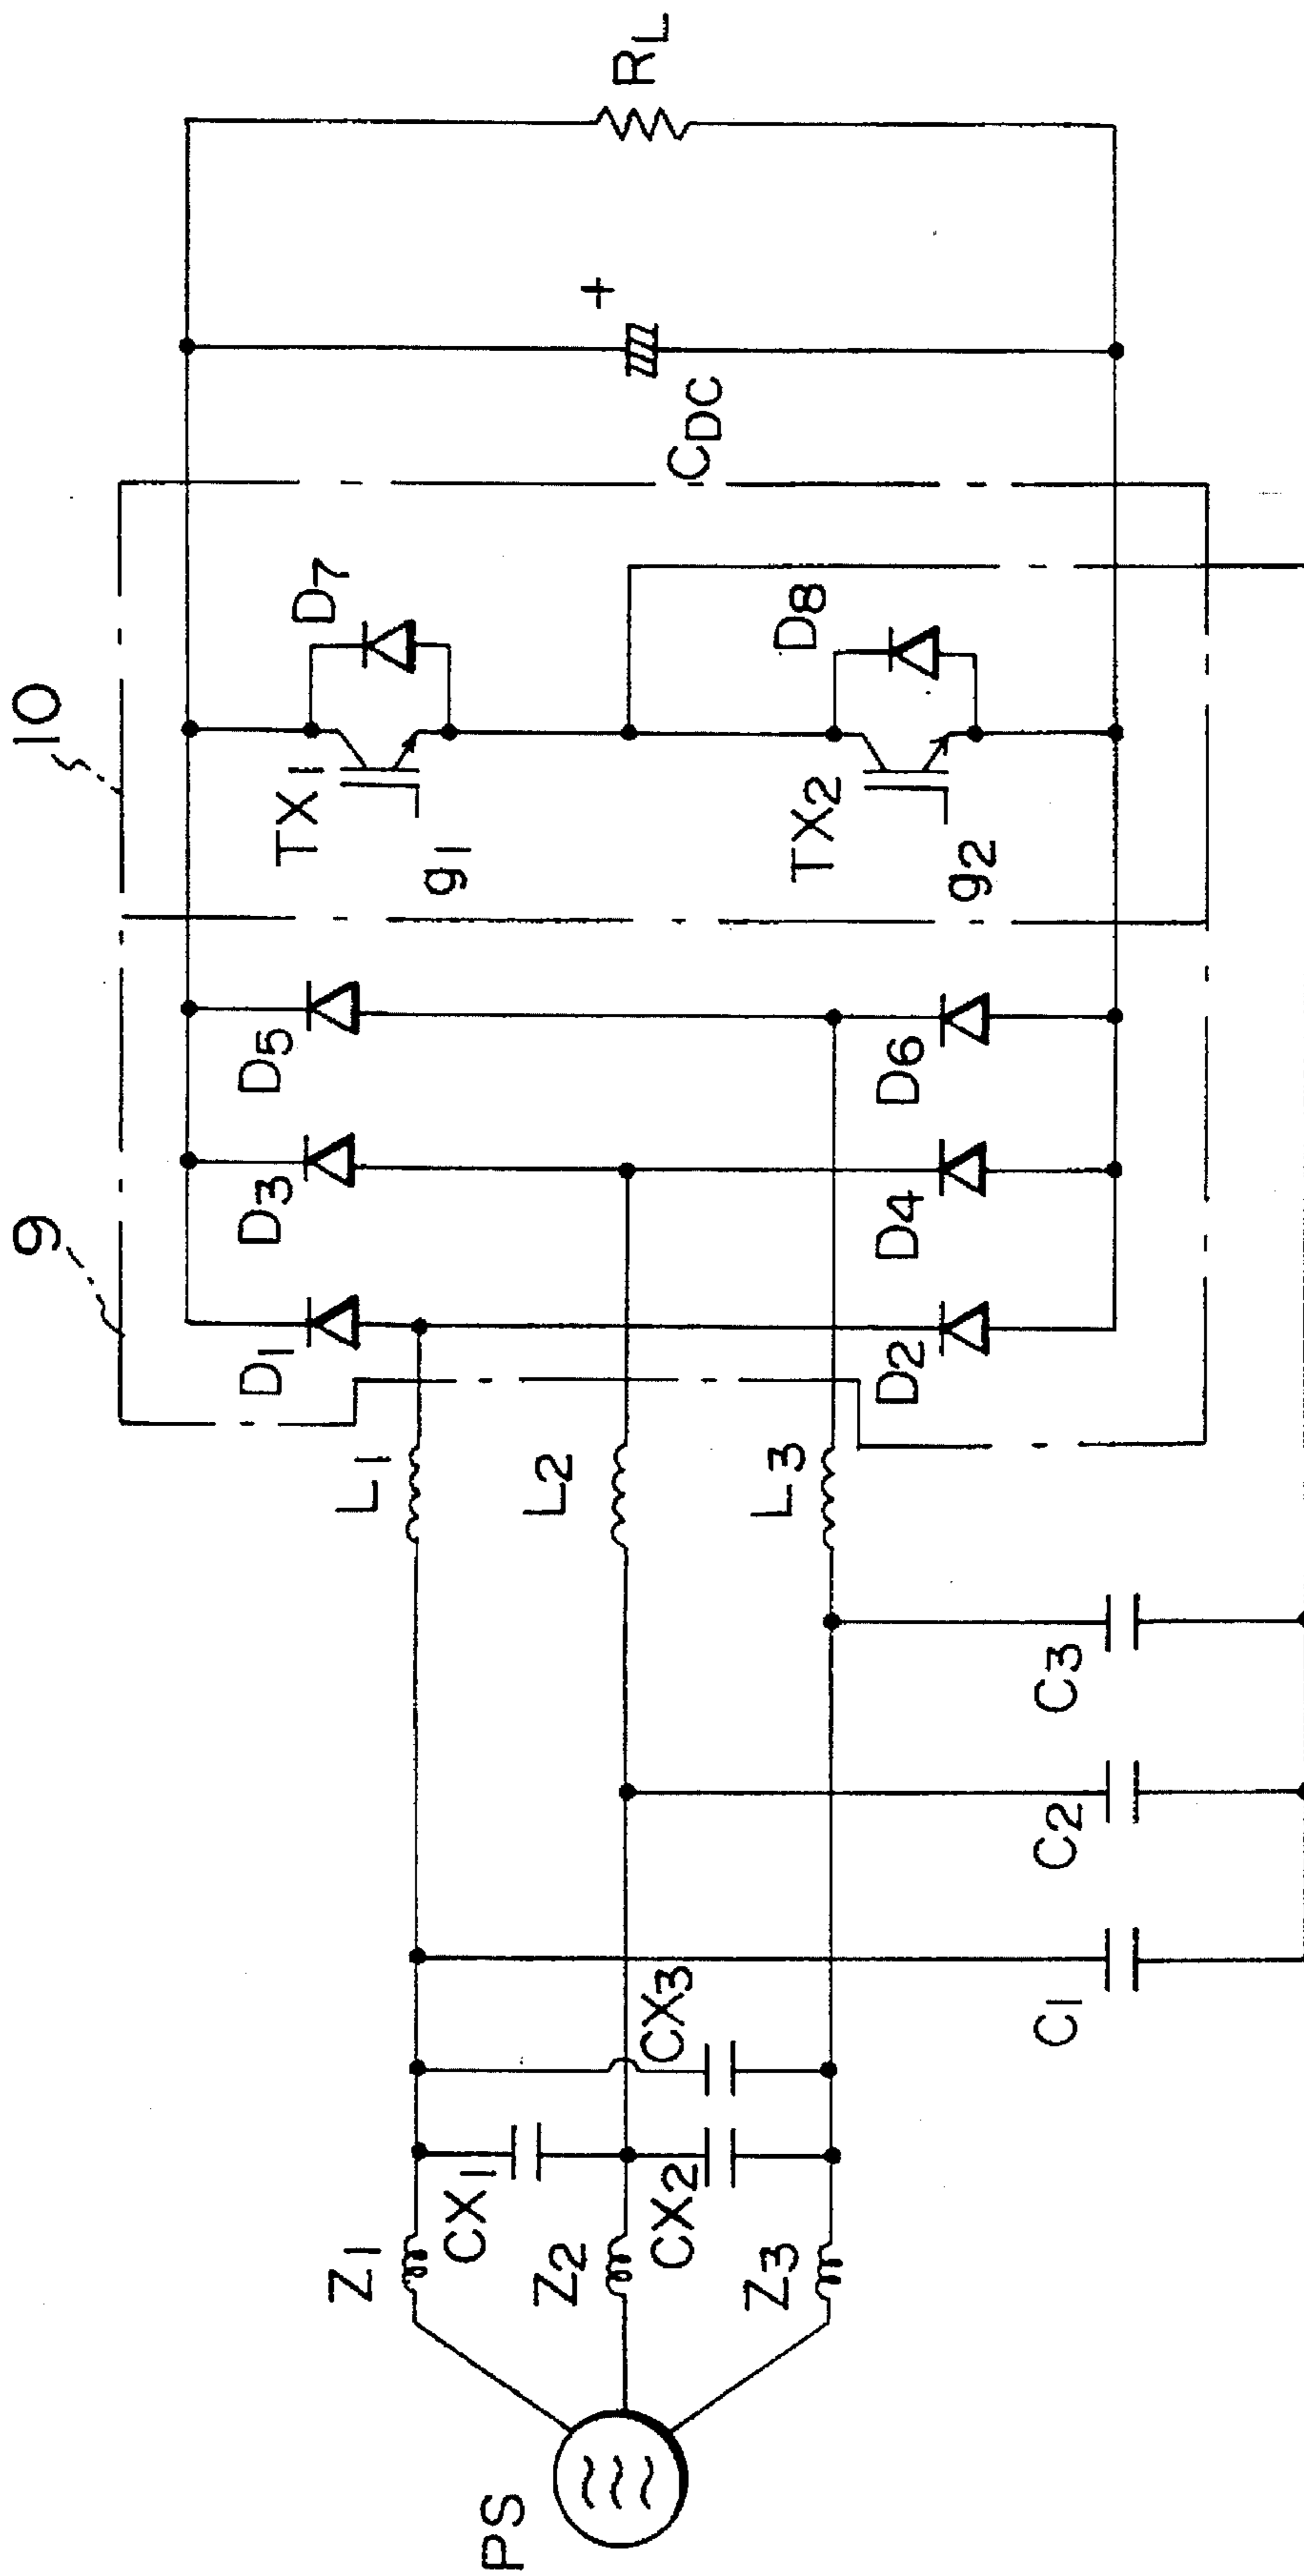 PS
Z1
Z2
Z3
CX1
CX2
CX3
C1
C2
C3
L1
L2
L3
9
10
D1
D3
D5
D2
D4
D6
TX1
g1
D7
TX2
g2
D8
+
CDC
RL